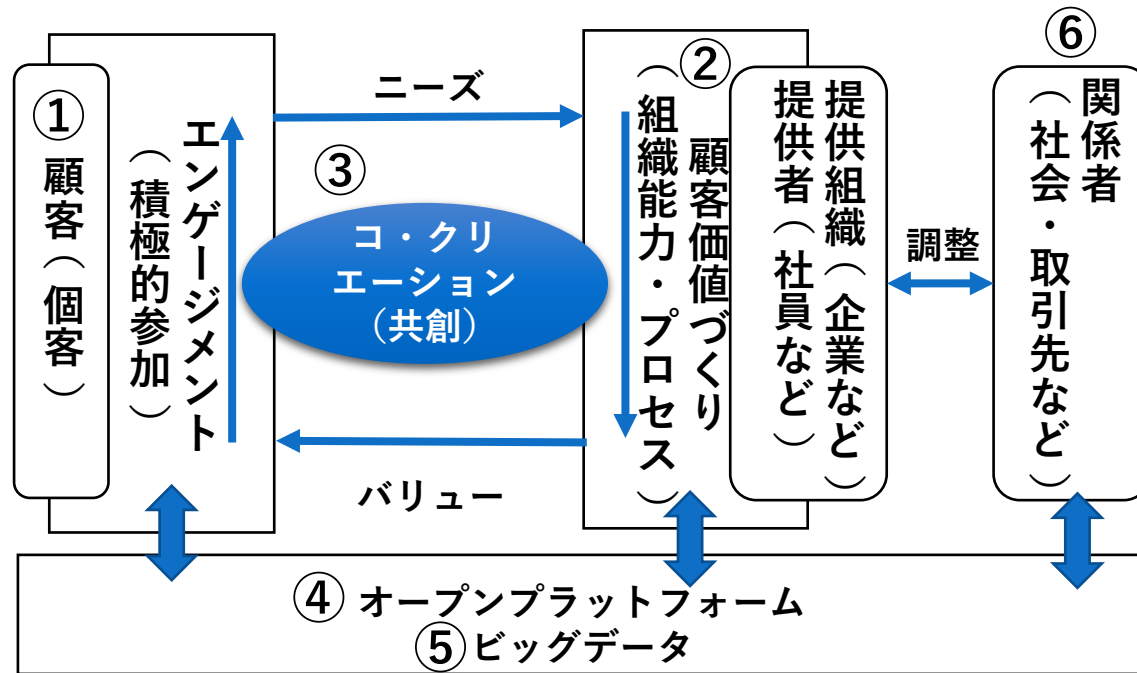 ①
顧客（個客）
エンゲージメント
（積極的参加）
ニーズ
③
コ・クリ
エーション
（共創）
バリュー
②
顧客価値づくり
（組織能力・プロセス）
提供組織（企業など）
提供者（社員など）
調整
⑥
関係者
（社会・取引先など）
④オープンプラットフォーム
⑤ビッグデータ